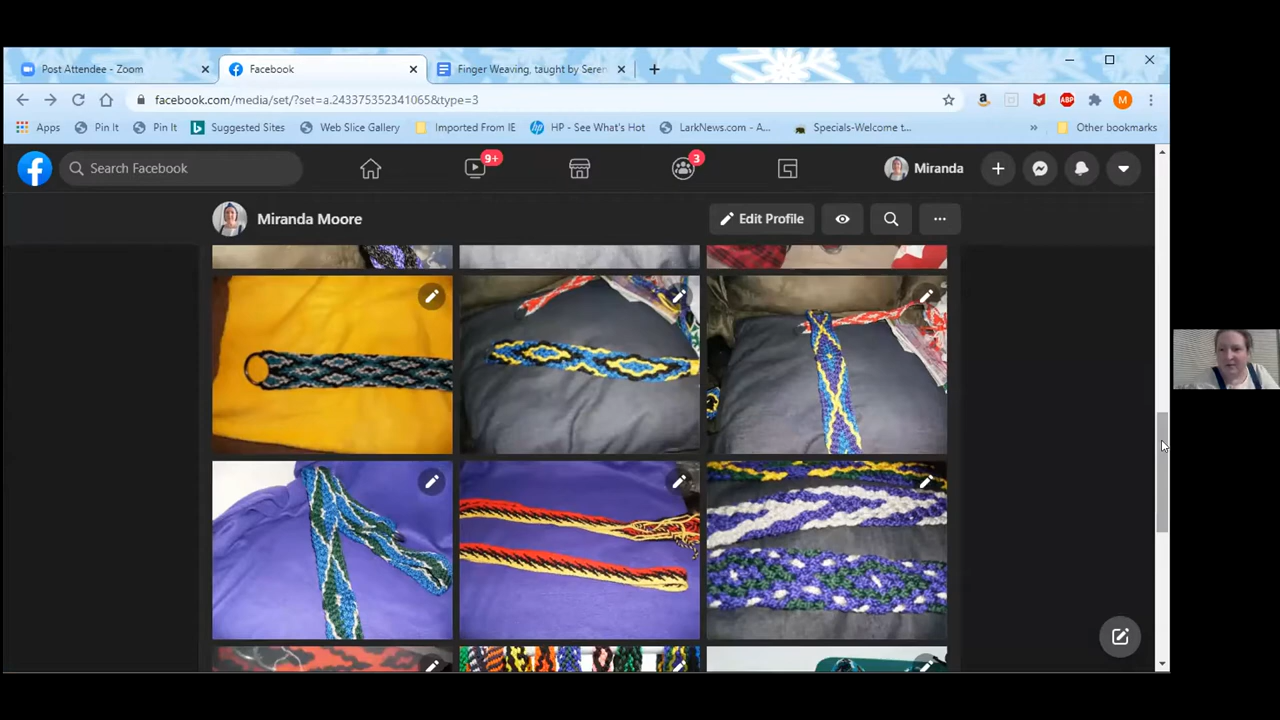 Post Attendee - Zoom
Facebook
Finger Weaving, taught by Seren
facebook.com/media/set/?set=a.243375352341065&type=3
ABP
M
Apps
Pin It
Pin It
Suggested Sites
Web Slice Gallery
Imported From IE
HP - See What's Hot
LarkNews.com - A...
Specials-Welcome t...
»
Other bookmarks
Search Facebook
9+
3
Miranda
Miranda Moore
Edit Profile